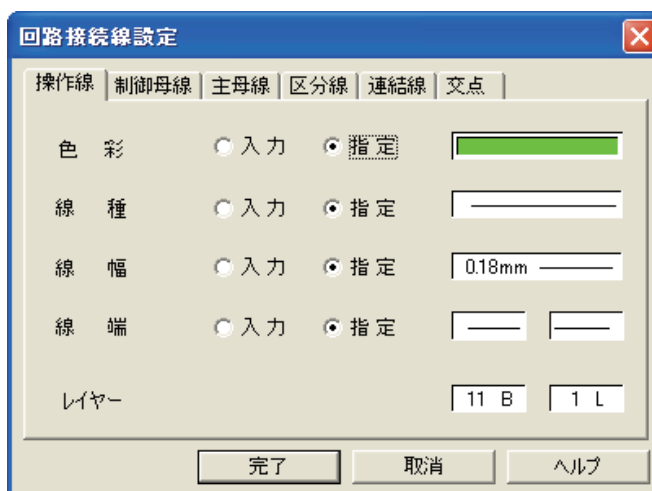 回路接続線設定
操作線 制御母線 主母線 区分線 連結線 交点
色 彩 入力 指定
線 種 入力 指定
線 幅 入力 指定 0.18mm
線 端 入力 指定
レイヤー 11 B 1 L
完了 取消 ヘルプ